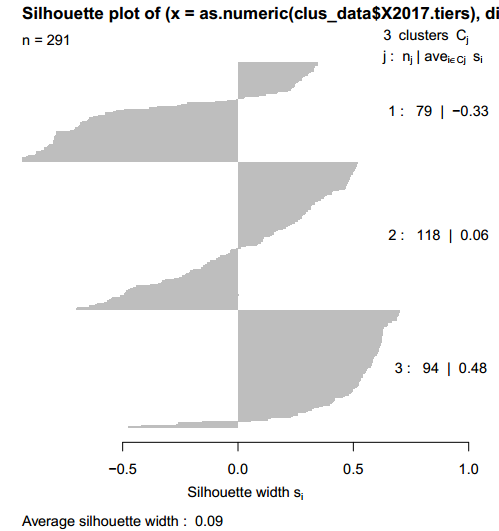 Silhouette plot of (x = as.numeric(clus_data$X2017.tiers), di
n = 291
3 clusters Cj
j : nj | avei∈Cj si
1 : 79 | −0.33
2 : 118 | 0.06
3 : 94 | 0.48
−0.5 0.0 0.5 1.0
Silhouette width si
Average silhouette width : 0.09